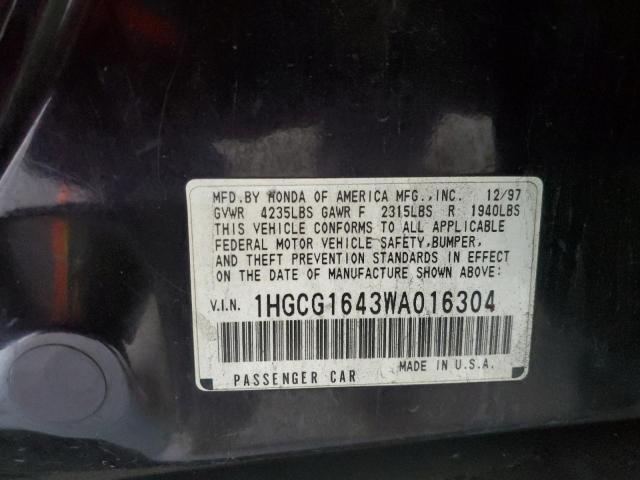 MFD.BY HONDA OF AMERICA MFG.,INC. 12/97
GVWR 4235LBS GAWR F 2315LBS R 1940LBS
THIS VEHICLE CONFORMS TO ALL APPLICABLE
FEDERAL MOTOR VEHICLE SAFETY,BUMPER,
AND THEFT PREVENTION STANDARDS IN EFFECT
ON THE DATE OF MANUFACTURE SHOWN ABOVE:
V.I.N. 1HGCG1643WA016304
PASSENGER CAR MADE IN U.S.A.